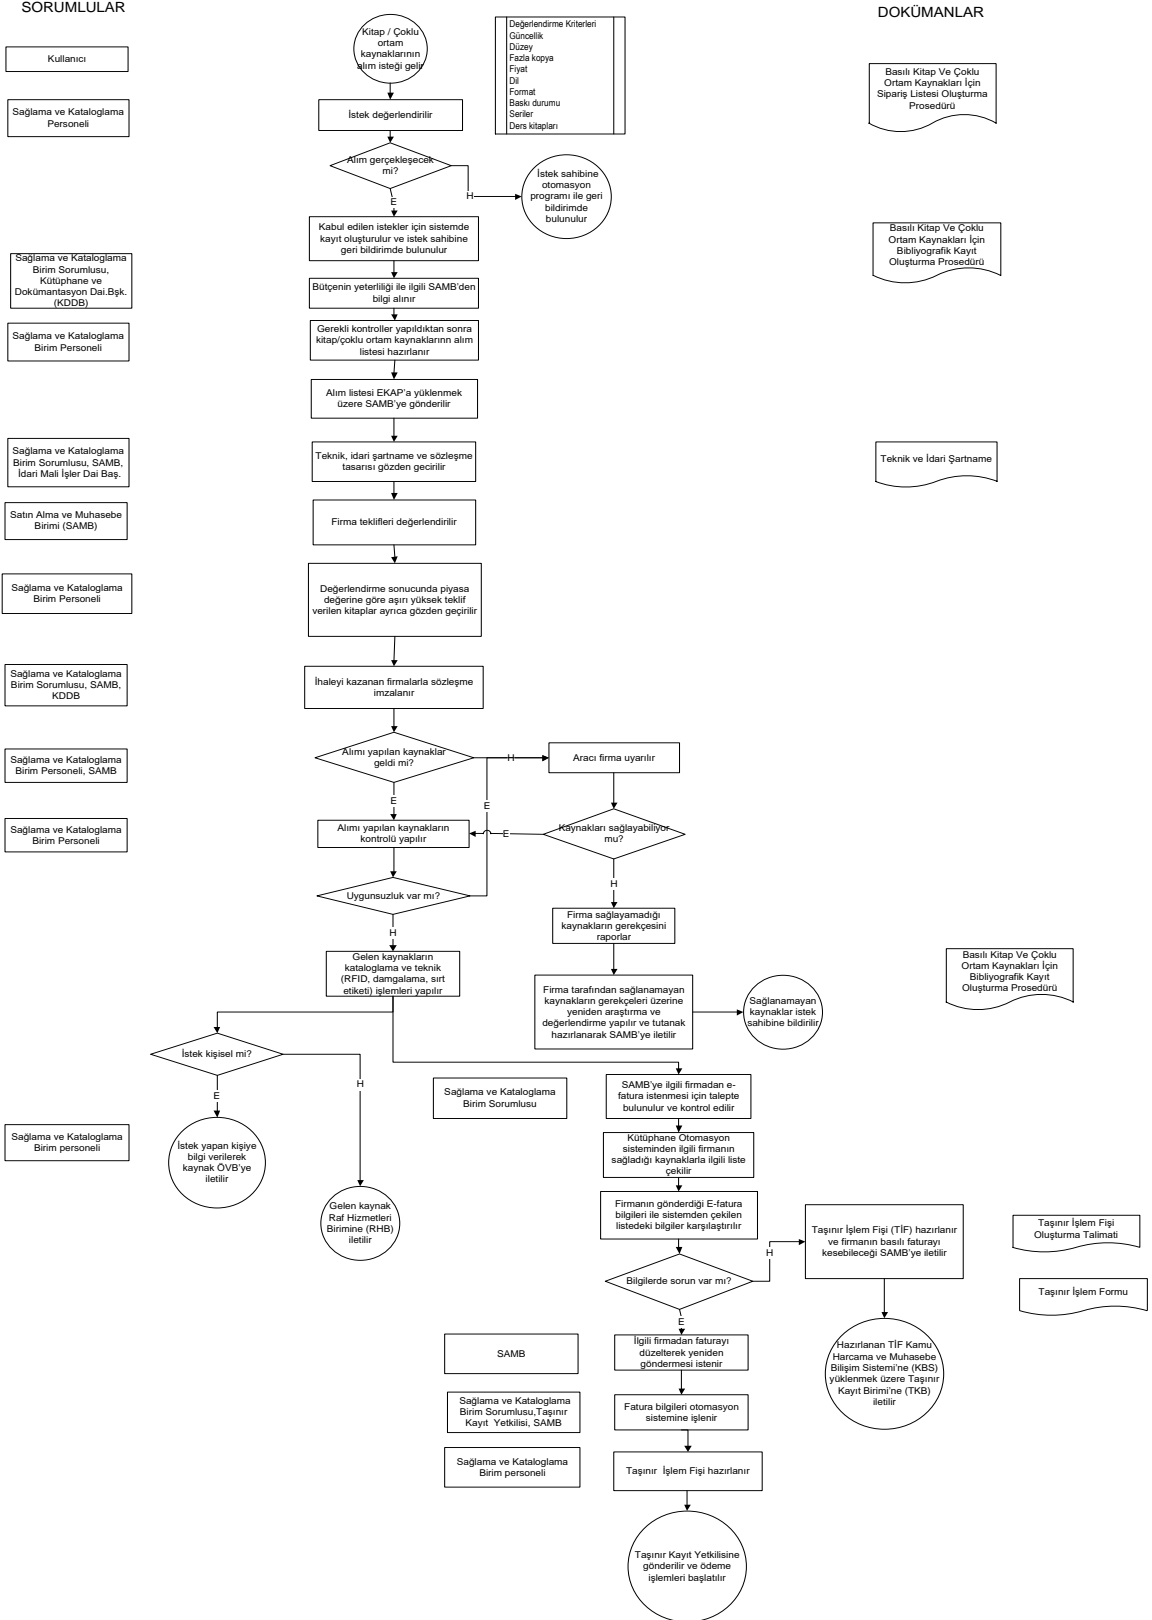 SORUMLULAR
DOKÜMANLAR
Kitap / Çoklu
ortam
kaynaklarının
alım isteği gelir
Değerlendirme Kriterleri
Güncellik
Düzey
Fazla kopya
Fiyat
Dil
Format
Baskı durumu
Seriler
Ders kitapları
Kullanıcı
Basılı Kitap Ve Çoklu
Ortam Kaynakları İçin
Sipariş Listesi Oluşturma
Prosedürü
Sağlama ve Kataloglama
Personeli
İstek değerlendirilir
Alım gerçekleşecek
mi?
H
E
İstek sahibine
otomasyon
programı ile geri
bildirimde
bulunulur
Kabul edilen istekler için sistemde
kayıt oluşturulur ve istek sahibine
geri bildirimde bulunulur
Basılı Kitap Ve Çoklu
Ortam Kaynakları İçin
Bibliyografik Kayıt
Oluşturma Prosedürü
Sağlama ve Kataloglama
Birim Sorumlusu,
Kütüphane ve
Dokümantasyon Dai.Bşk.
(KDDB)
Bütçenin yeterliliği ile ilgili SAMB'den
bilgi alınır
Sağlama ve Kataloglama
Birim Personeli
Gerekli kontroller yapıldıktan sonra
kitap/çoklu ortam kaynaklarınn alım
listesi hazırlanır
Alım listesi EKAP'a yüklenmek
üzere SAMB'ye gönderilir
Sağlama ve Kataloglama
Birim Sorumlusu, SAMB,
İdari Mali İşler Dai Baş.
Teknik, idari şartname ve sözleşme
tasarısı gözden gecirilir
Teknik ve İdari Şartname
Satın Alma ve Muhasebe
Birimi (SAMB)
Firma teklifleri değerlendirilir
Sağlama ve Kataloglama
Birim Personeli
Değerlendirme sonucunda piyasa
değerine göre aşırı yüksek teklif
verilen kitaplar ayrıca gözden geçirilir
Sağlama ve Kataloglama
Birim Sorumlusu, SAMB,
KDDB
İhaleyi kazanan firmalarla sözleşme
imzalanır
Sağlama ve Kataloglama
Birim Personeli, SAMB
Alımı yapılan kaynaklar
geldi mi?
H
Aracı firma uyarılır
E
E
Sağlama ve Kataloglama
Birim Personeli
Alımı yapılan kaynakların
kontrolü yapılır
E
Kaynakları sağlayabiliyor
mu?
Uygunsuzluk var mı?
H
H
Firma sağlayamadığı
kaynakların gerekçesini
raporlar
Gelen kaynakların
kataloglama ve teknik
(RFID, damgalama, sırt
etiketi) işlemleri yapılır
Basılı Kitap Ve Çoklu
Ortam Kaynakları İçin
Bibliyografik Kayıt
Oluşturma Prosedürü
Firma tarafından sağlanamayan
kaynakların gerekçeleri üzerine
yeniden araştırma ve
değerlendirme yapılır ve tutanak
hazırlanarak SAMB'ye iletilir
Sağlanamayan
kaynaklar istek
sahibine bildirilir
İstek kişisel mi?
E
H
Sağlama ve Kataloglama
Birim Sorumlusu
SAMB'ye ilgili firmadan e-
fatura istenmesi için talepte
bulunulur ve kontrol edilir
Sağlama ve Kataloglama
Birim personeli
İstek yapan kişiye
bilgi verilerek
kaynak ÖVB'ye
iletilir
Kütüphane Otomasyon
sisteminden ilgili firmanın
sağladığı kaynaklarla ilgili liste
çekilir
Gelen kaynak
Raf Hizmetleri
Birimine (RHB)
iletilir
Firmanın gönderdiği E-fatura
bilgileri ile sistemden çekilen
listedeki bilgiler karşılaştırılır
Taşınır İşlem Fişi (TİF) hazırlanır
ve firmanın basılı faturayı
kesebileceği SAMB'ye iletilir
Taşınır İşlem Fişi
Oluşturma Talimati
H
Bilgilerde sorun var mı?
Taşınır İşlem Formu
E
SAMB
İlgili firmadan faturayı
düzelterek yeniden
göndermesi istenir
Hazırlanan TİF Kamu
Harcama ve Muhasebe
Bilişim Sistemi'ne (KBS)
yüklenmek üzere Taşınır
Kayıt Birimi'ne (TKB)
iletilir
Sağlama ve Kataloglama
Birim Sorumlusu,Taşınır
Kayıt Yetkilisi, SAMB
Fatura bilgileri otomasyon
sistemine işlenir
Sağlama ve Kataloglama
Birim personeli
Taşınır İşlem Fişi hazırlanır
Taşınır Kayıt Yetkilisine
gönderilir ve ödeme
işlemleri başlatılır